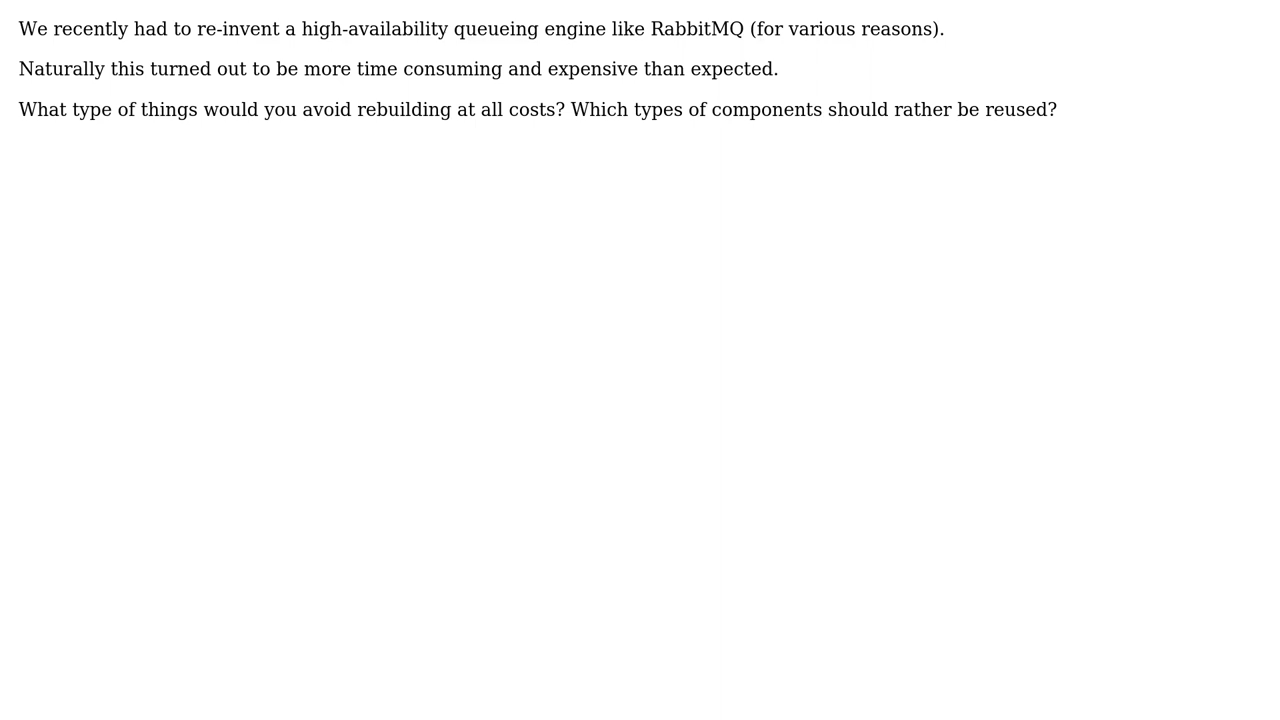 We recently had to re-invent a high-availability queueing engine like RabbitMQ (for various reasons).
Naturally this turned out to be more time consuming and expensive than expected.
What type of things would you avoid rebuilding at all costs? Which types of components should rather be reused?